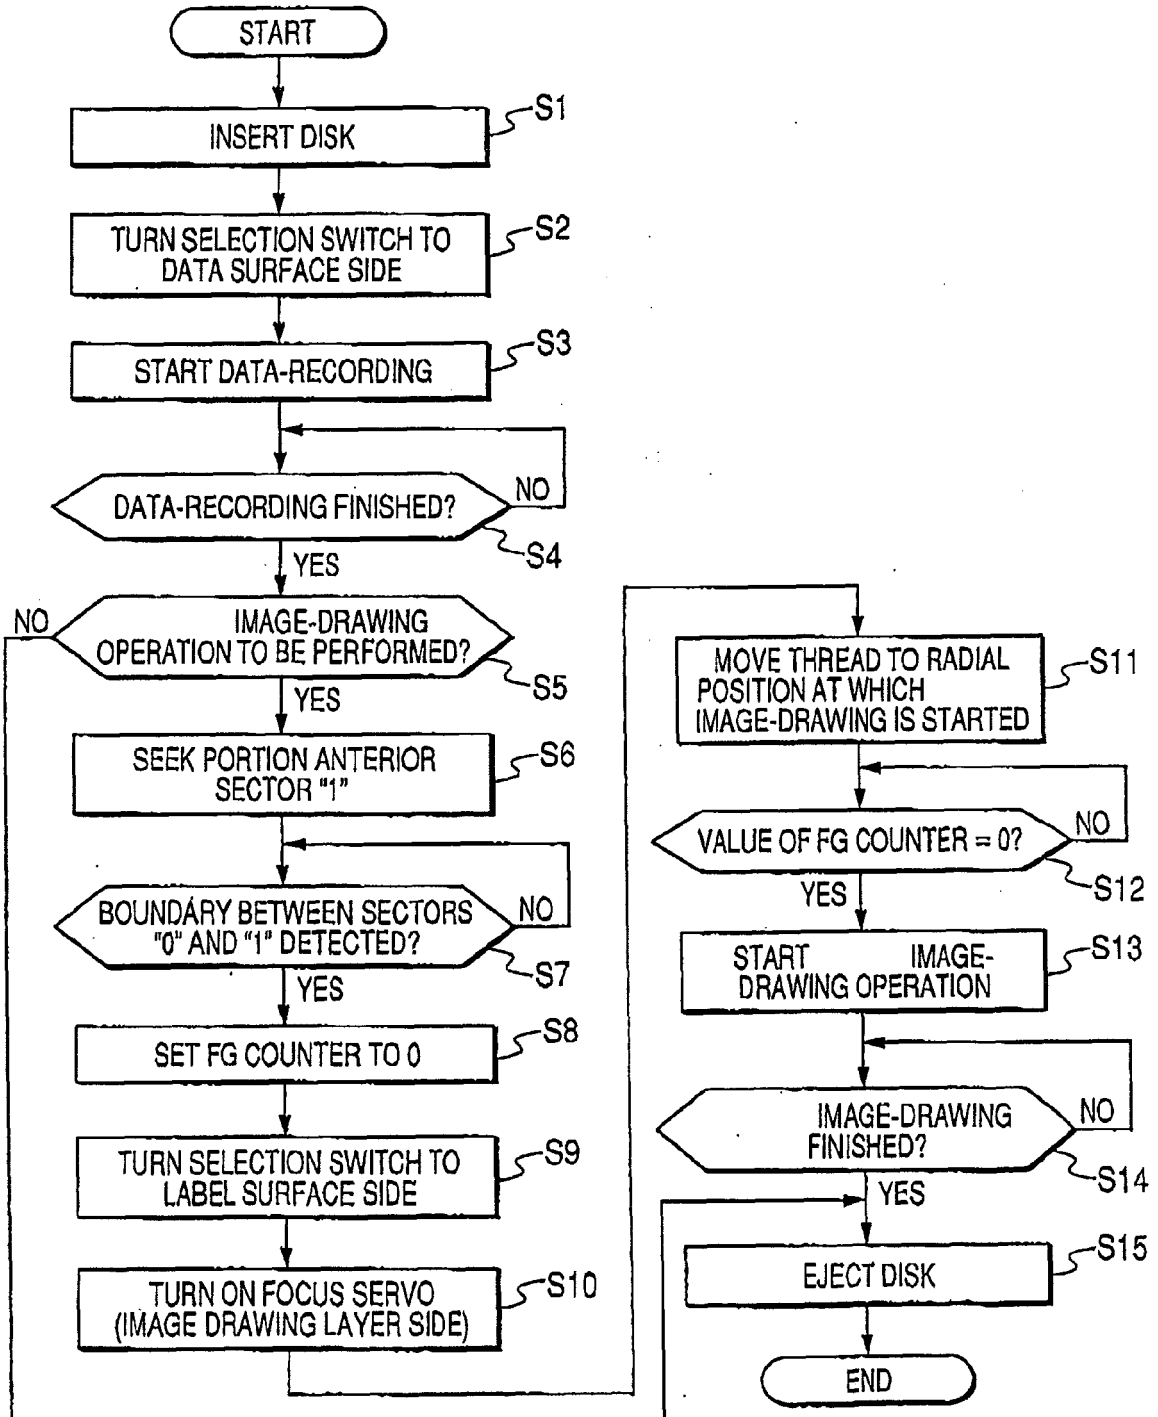 START
S1
INSERT DISK
S2
TURN SELECTION SWITCH TO
DATA SURFACE SIDE
S3
START DATA-RECORDING
DATA-RECORDING FINISHED?
NO
S4
YES
NO
IMAGE-DRAWING
OPERATION TO BE PERFORMED?
S5
YES
S6
SEEK PORTION ANTERIOR
SECTOR "1"
BOUNDARY BETWEEN SECTORS
"0" AND "1" DETECTED?
NO
S7
YES
S8
SET FG COUNTER TO 0
S9
TURN SELECTION SWITCH TO
LABEL SURFACE SIDE
S10
TURN ON FOCUS SERVO
(IMAGE DRAWING LAYER SIDE)
S11
MOVE THREAD TO RADIAL
POSITION AT WHICH
IMAGE-DRAWING IS STARTED
VALUE OF FG COUNTER = 0?
NO
S12
YES
S13
START IMAGE-
DRAWING OPERATION
IMAGE-DRAWING
FINISHED?
NO
S14
YES
S15
EJECT DISK
END